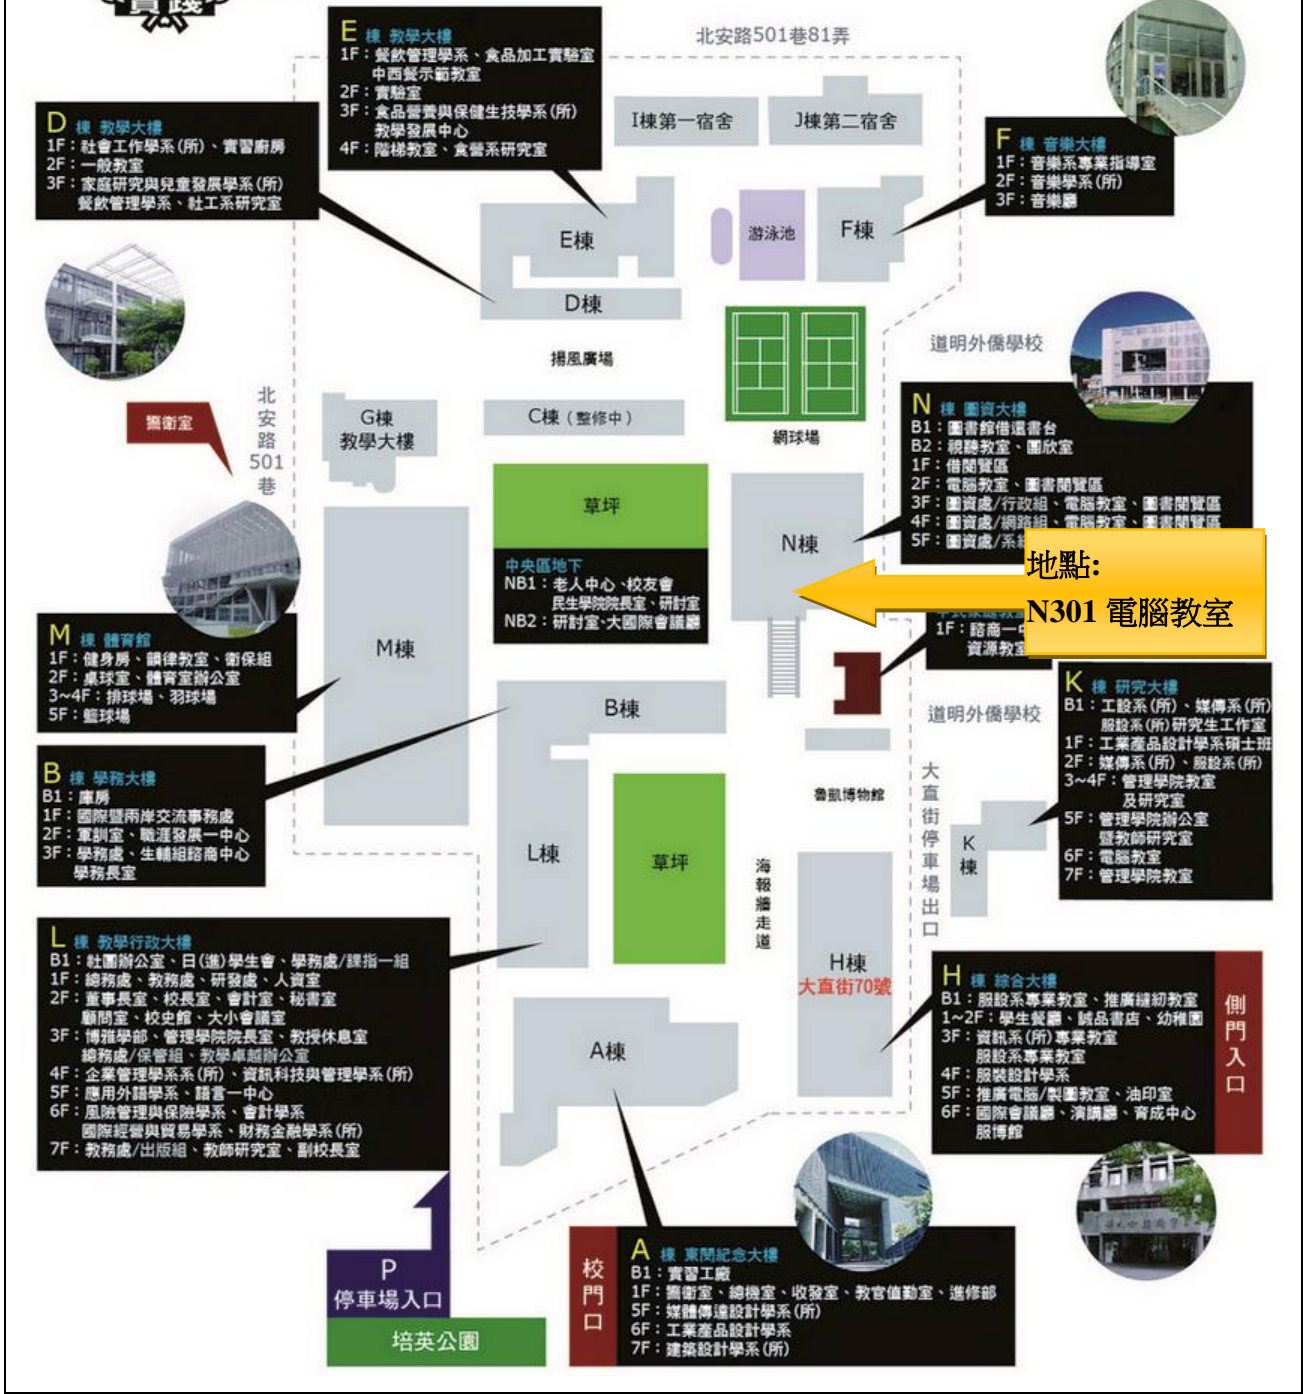 實踐
E 棟 教學大樓
1F：餐飲管理學系、食品加工實驗室
中西餐示範教室
2F：實驗室
3F：食品營養與保健生技學系(所)
教學發展中心
4F：階梯教室、食營系研究室
北安路501巷81弄
D 棟 教學大樓
1F：社會工作學系(所)、實習廚房
2F：一般教室
3F：家庭研究與兒童發展學系(所)
餐飲管理學系、社工系研究室
I棟第一宿舍
J棟第二宿舍
F 棟 音樂大樓
1F：音樂系專業指導室
2F：音樂學系(所)
3F：音樂廳
E棟
游泳池
F棟
D棟
揚風廣場
道明外僑學校
北安路501巷
警衛室
G棟
教學大樓
C棟（整修中）
網球場
N 棟 圖資大樓
B1：圖書館借還書台
B2：視聽教室、圖欣室
1F：借閱覽區
2F：電腦教室、圖書閱覽區
3F：圖資處/行政組、電腦教室、圖書閱覽區
4F：圖資處/網路組、電腦教室、圖書閱覽區
5F：圖資處/系
草坪
N棟
中央區地下
NB1：老人中心、校友會
民生學院院長室、研討室
NB2：研討室、大國際會議廳
地點:
N301 電腦教室
1F：諮商一中
資源教室
M 棟 體育館
1F：健身房、韻律教室、衛保組
2F：桌球室、體育室辦公室
3~4F：排球場、羽球場
5F：籃球場
M棟
B棟
道明外僑學校
K 棟 研究大樓
B1：工設系(所)、媒傳系(所)
服設系(所)研究生工作室
1F：工業產品設計學系碩士班
2F：媒傳系(所)、服設系(所)
3~4F：管理學院教室
及研究室
5F：管理學院辦公室
暨教師研究室
6F：電腦教室
7F：管理學院教室
B 棟 學務大樓
B1：庫房
1F：國際暨兩岸交流事務處
2F：軍訓室、職涯發展一中心
3F：學務處、生輔組諮商中心
學務長室
魯凱博物館
大直街停車場出口
K棟
L棟
草坪
海報牆走道
L 棟 教學行政大樓
B1：社團辦公室、日(進)學生會、學務處/課指一組
1F：總務處、教務處、研發處、人資室
2F：董事長室、校長室、會計室、秘書室
顧問室、校史館、大小會議室
3F：博雅學部、管理學院院長室、教授休息室
總務處/保管組、教學卓越辦公室
4F：企業管理學系系(所)、資訊科技與管理學系(所)
5F：應用外語學系、語言一中心
6F：風險管理與保險學系、會計學系
國際經營與貿易學系、財務金融學系(所)
7F：教務處/出版組、教師研究室、副校長室
H棟
大直街70號
H 棟 綜合大樓
B1：服設系專業教室、推廣縫紉教室
1~2F：學生餐廳、誠品書店、幼稚園
3F：資訊系(所)專業教室
服設系專業教室
4F：服裝設計學系
5F：推廣電腦/製圖教室、油印室
6F：國際會議廳、演講廳、育成中心
服博館
側門入口
A棟
P
停車場入口
培英公園
校門口
A 棟 東閔紀念大樓
B1：實習工廠
1F：警衛室、總機室、收發室、教官值勤室、進修部
5F：媒體傳達設計學系(所)
6F：工業產品設計學系
7F：建築設計學系(所)